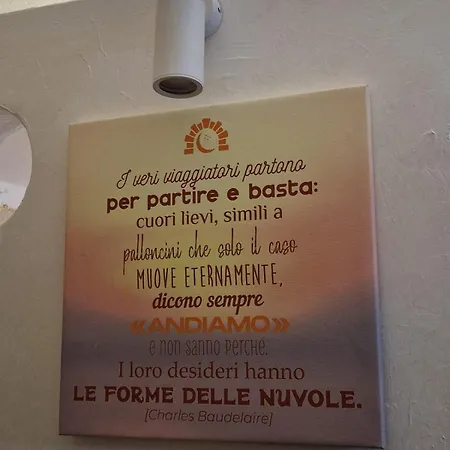 I veri viaggiatori partono
per partire e basta:
cuori lievi, simili a
palloncini che solo il caso
MUOVE ETERNAMENTE,
dicono sempre
«ANDIAMO»
e non sanno perché.
I loro desideri hanno
LE FORME DELLE NUVOLE.
[Charles Baudelaire]